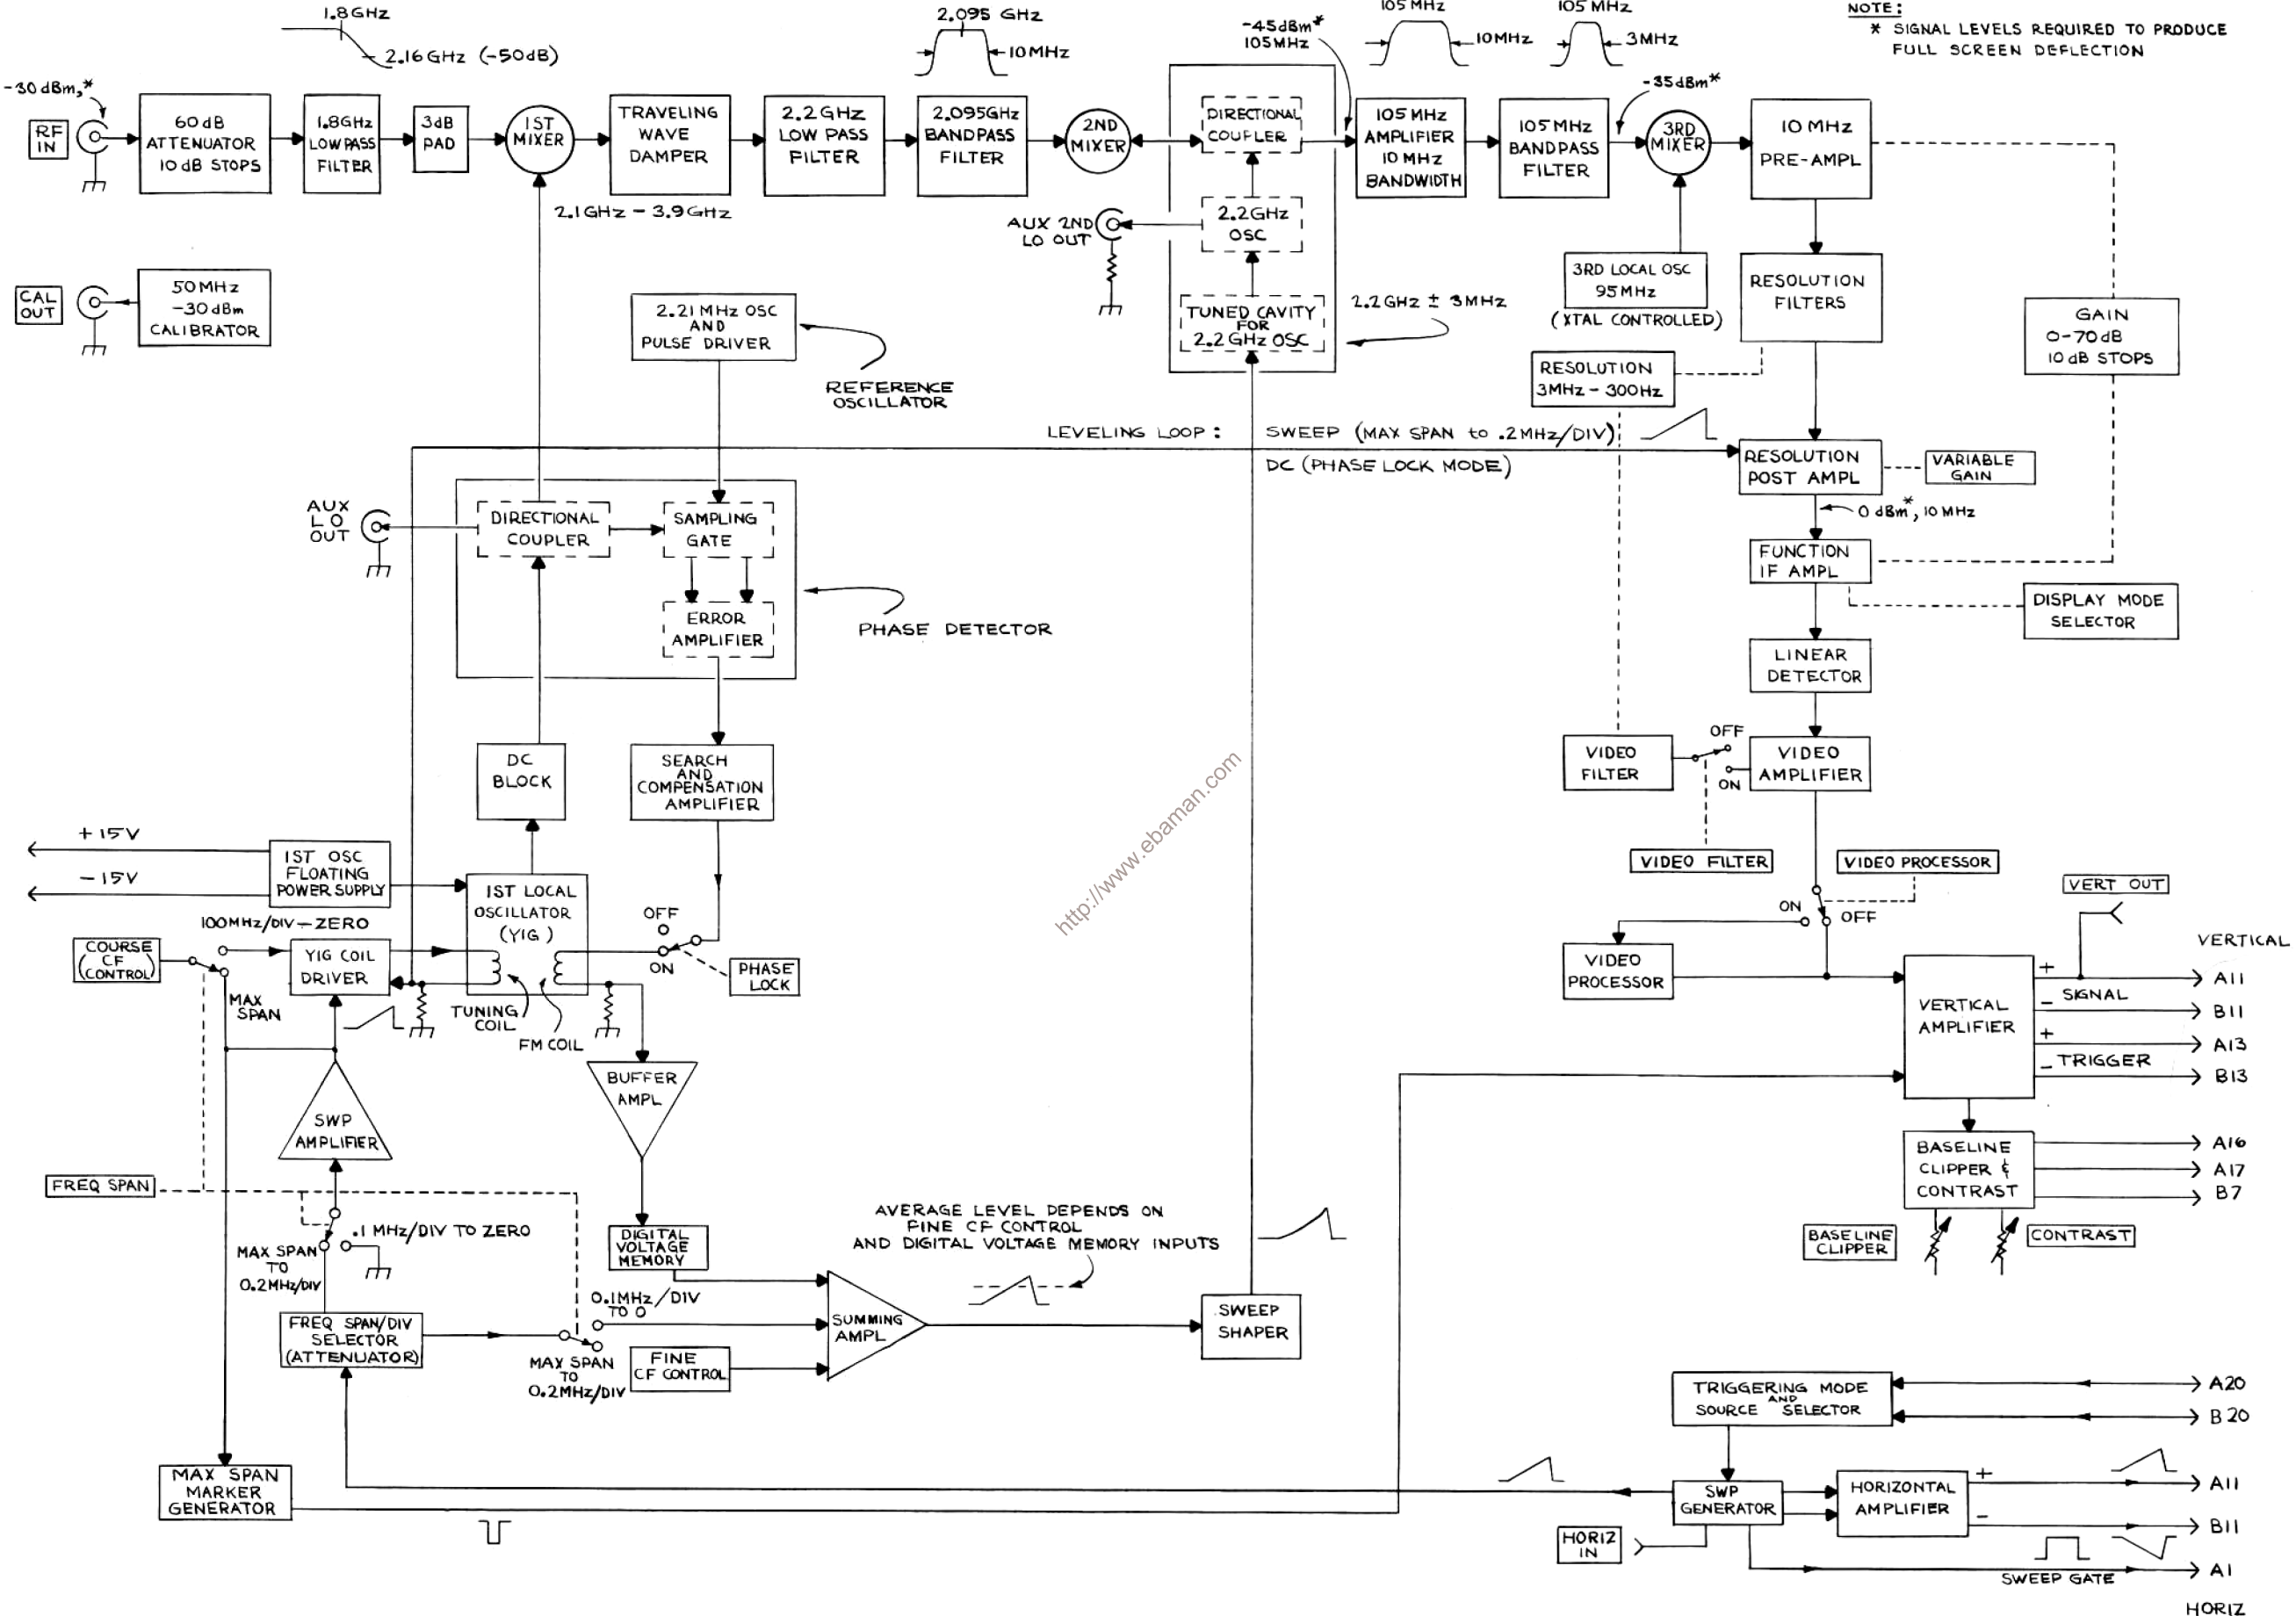 1.8GHz
2.16GHz (-50dB)
2.095 GHz
10MHz
-45dBm*
105MHz
105 MHz
10MHz
105 MHz
3MHz
NOTE:
* SIGNAL LEVELS REQUIRED TO PRODUCE
FULL SCREEN DEFLECTION
-30dBm,*
RF
IN
60dB
ATTENUATOR
10dB STOPS
1.8GHz
LOWPASS
FILTER
3dB
PAD
1ST
MIXER
TRAVELING
WAVE
DAMPER
2.2GHz
LOW PASS
FILTER
2.095GHz
BANDPASS
FILTER
2ND
MIXER
DIRECTIONAL
COUPLER
105 MHz
AMPLIFIER
10 MHz
BANDWIDTH
105MHz
BANDPASS
FILTER
-35dBm*
3RD
MIXER
10 MHz
PRE-AMPL
2.1GHz - 3.9GHz
AUX 2ND
LO OUT
2.2GHz
OSC
TUNED CAVITY
FOR
2.2GHz OSC
2.2GHz ± 3MHz
3RD LOCAL OSC
95MHz
(XTAL CONTROLLED)
RESOLUTION
FILTERS
GAIN
0-70dB
10dB STOPS
CAL
OUT
50MHz
-30dBm
CALIBRATOR
2.21 MHz OSC
AND
PULSE DRIVER
REFERENCE
OSCILLATOR
RESOLUTION
3MHz - 300Hz
LEVELING LOOP: SWEEP (MAX SPAN to .2MHz/DIV)
DC (PHASE LOCK MODE)
RESOLUTION
POST AMPL
VARIABLE
GAIN
0 dBm*, 10MHz
AUX
LO
OUT
DIRECTIONAL
COUPLER
SAMPLING
GATE
ERROR
AMPLIFIER
PHASE DETECTOR
FUNCTION
IF AMPL
DISPLAY MODE
SELECTOR
LINEAR
DETECTOR
DC
BLOCK
SEARCH
AND
COMPENSATION
AMPLIFIER
VIDEO
FILTER
OFF
ON
VIDEO
AMPLIFIER
VIDEO FILTER
VIDEO PROCESSOR
http://www.ebaman.com
+15V
-15V
1ST OSC
FLOATING
POWER SUPPLY
1ST LOCAL
OSCILLATOR
(YIG)
OFF
ON
PHASE
LOCK
100MHz/DIV-ZERO
COURSE
(CF
CONTROL)
MAX
SPAN
YIG COIL
DRIVER
TUNING
COIL
FM COIL
ON
OFF
VIDEO
PROCESSOR
VERT OUT
VERTICAL
VERTICAL
AMPLIFIER
+
SIGNAL
-
+
TRIGGER
-
A11
B11
A13
B13
SWP
AMPLIFIER
BUFFER
AMPL
BASELINE
CLIPPER &
CONTRAST
A16
A17
B7
BASELINE
CLIPPER
CONTRAST
FREQ SPAN
.1 MHz/DIV TO ZERO
MAX SPAN
TO
0.2MHz/DIV
DIGITAL
VOLTAGE
MEMORY
AVERAGE LEVEL DEPENDS ON
FINE CF CONTROL
AND DIGITAL VOLTAGE MEMORY INPUTS
FREQ SPAN/DIV
SELECTOR
(ATTENUATOR)
0.1MHz/DIV
TO 0
MAX SPAN
TO
0.2MHz/DIV
FINE
CF CONTROL
SUMMING
AMPL
SWEEP
SHAPER
TRIGGERING MODE
AND
SOURCE SELECTOR
A20
B20
MAX SPAN
MARKER
GENERATOR
SWP
GENERATOR
HORIZONTAL
AMPLIFIER
+
-
A11
B11
HORIZ
IN
SWEEP GATE
A1
HORIZ